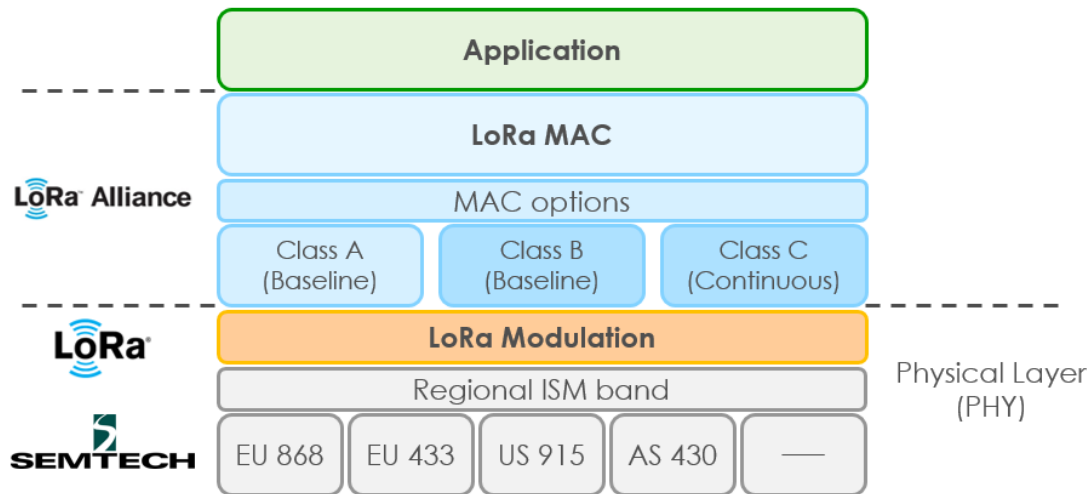 Application
LoRa MAC
LoRa™ Alliance
MAC options
Class A
(Baseline)
Class B
(Baseline)
Class C
(Continuous)
LoRa®
LoRa Modulation
Regional ISM band
Physical Layer
(PHY)
SEMTECH
EU 868
EU 433
US 915
AS 430